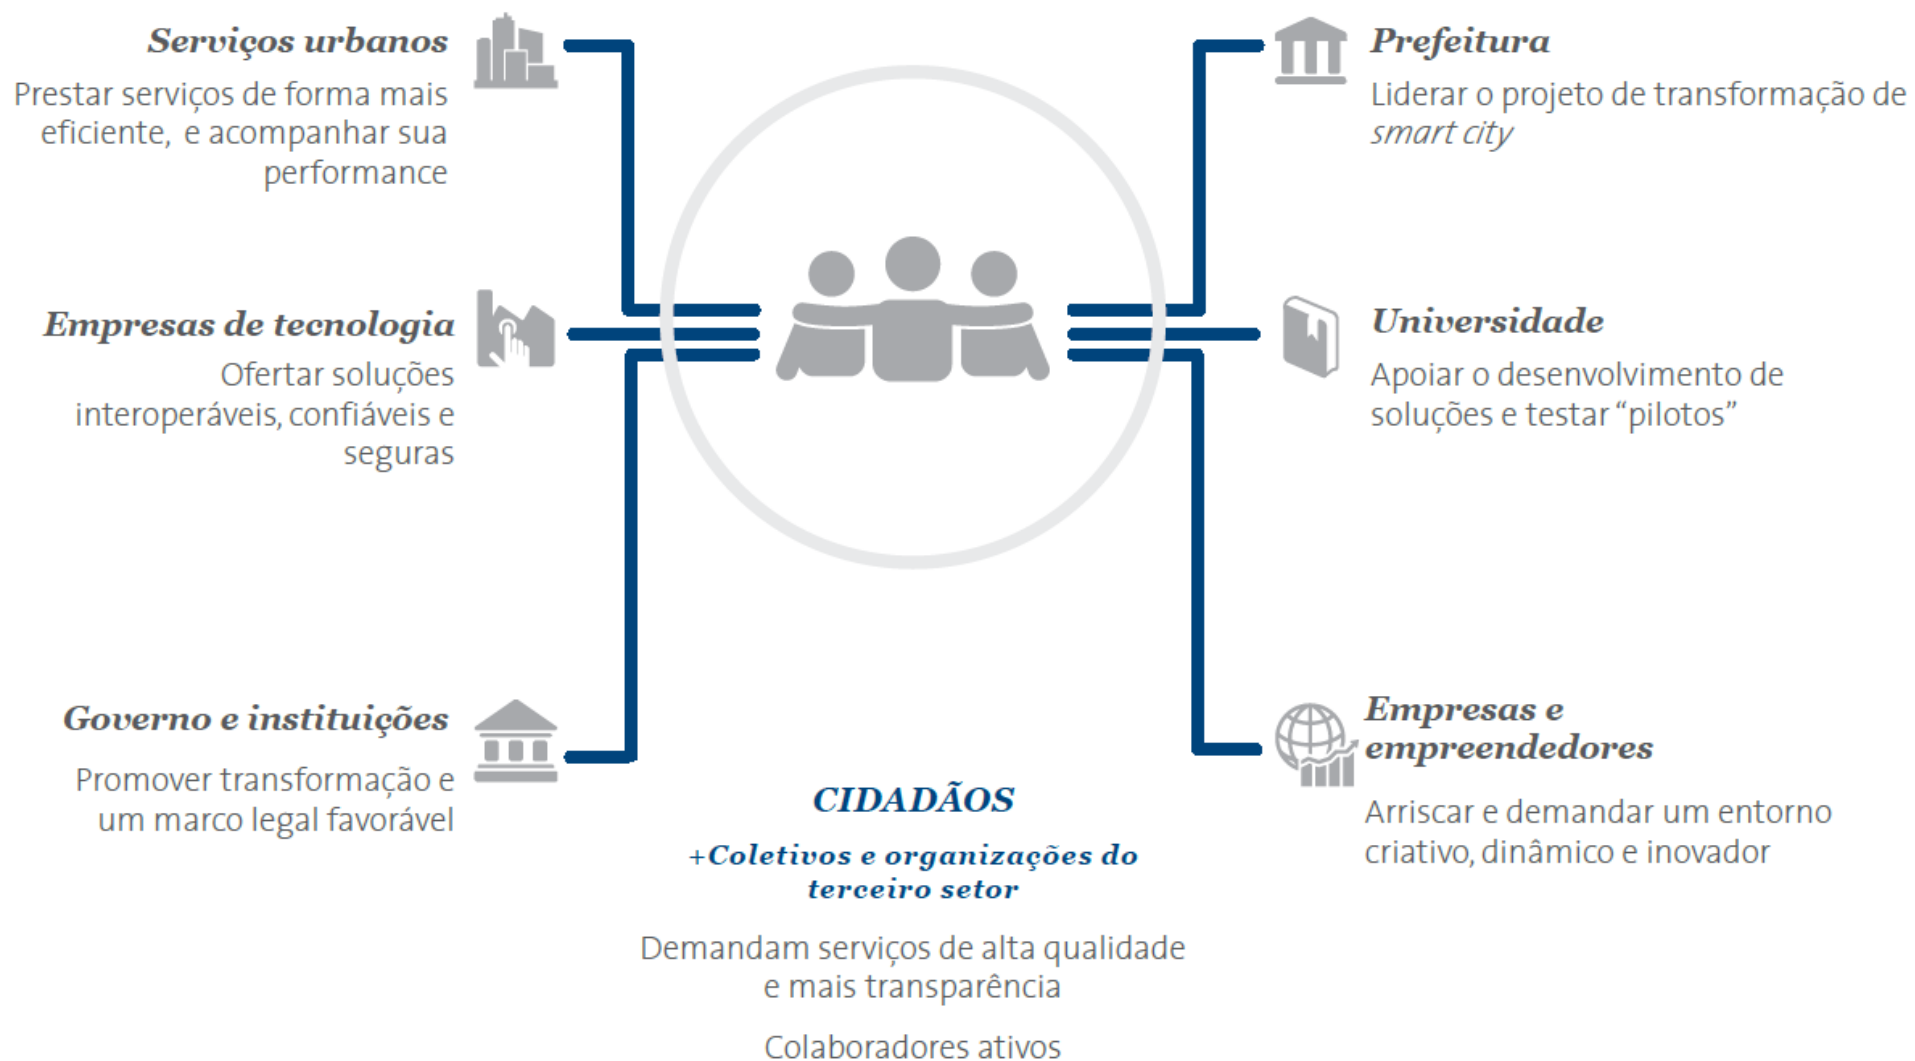 Serviços urbanos
Prestar serviços de forma mais
eficiente, e acompanhar sua
performance
Empresas de tecnologia
Ofertar soluções
interoperáveis, confiáveis e
seguras
Governo e instituições
Promover transformação e
um marco legal favorável
CIDADÃOS
+Coletivos e organizações do
terceiro setor
Demandam serviços de alta qualidade
e mais transparência
Colaboradores ativos
Prefeitura
Liderar o projeto de transformação de
smart city
Universidade
Apoiar o desenvolvimento de
soluções e testar “pilotos”
Empresas e
empreendedores
Arriscar e demandar um entorno
criativo, dinâmico e inovador